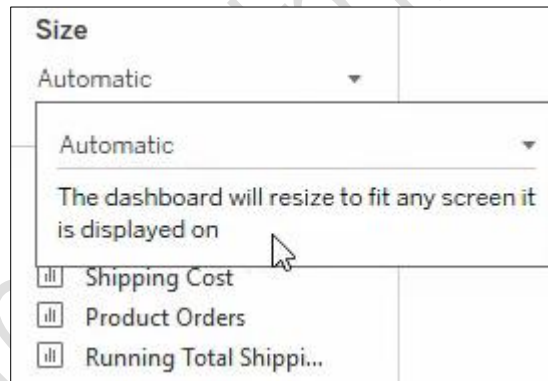 Size
Automatic
Automatic
The dashboard will resize to fit any screen it
is displayed on
Shipping Cost
Product Orders
Running Total Shippi...